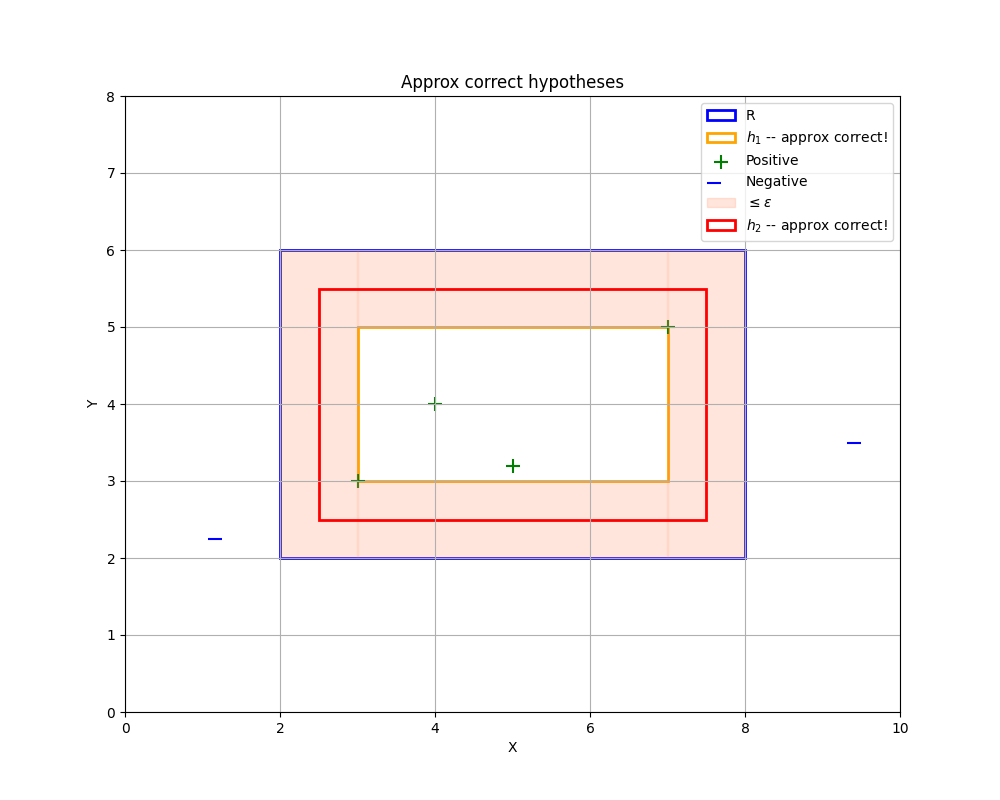 Approx correct hypotheses
R
h₁ -- approx correct!
Positive
Negative
≤ ε
h₂ -- approx correct!
8
7
6
5
4
3
2
1
0
Y
0 2 4 6 8 10
X